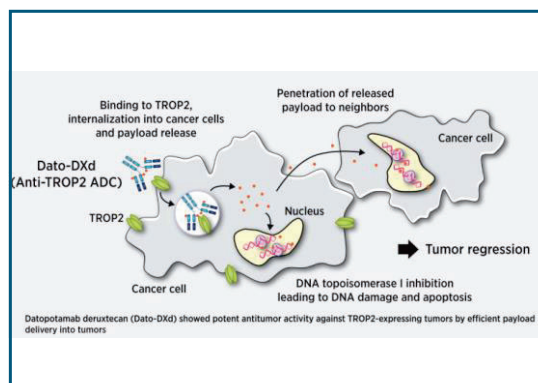 Binding to TROP2,
internalization into cancer cells
and payload release
Penetration of released
payload to neighbors
Cancer cell
Dato-DXd
(Anti-TROP2 ADC)
TROP2
Nucleus
Tumor regression
Cancer cell
DNA topoisomerase I inhibition
leading to DNA damage and apoptosis
Datopotamab deruxtecan (Dato-DXd) showed potent antitumor activity against TROP2-expressing tumors by efficient payload
delivery into tumors